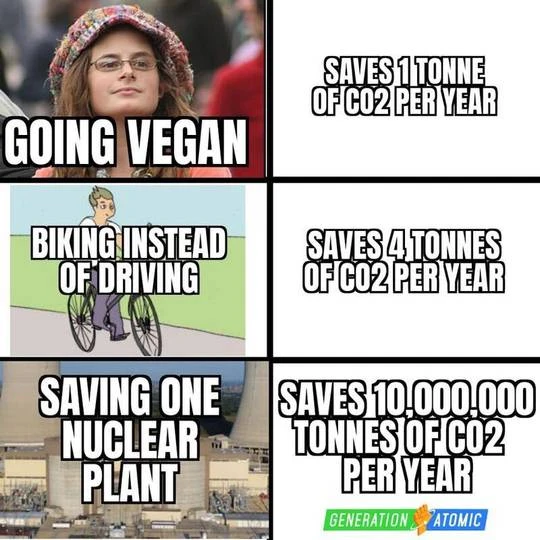 GOING VEGAN
SAVES 1 TONNE
OF CO2 PER YEAR
BIKING INSTEAD
OF DRIVING
SAVES 4 TONNES
OF CO2 PER YEAR
SAVING ONE
NUCLEAR
PLANT
SAVES 10,000,000
TONNES OF CO2
PER YEAR
GENERATION ATOMIC